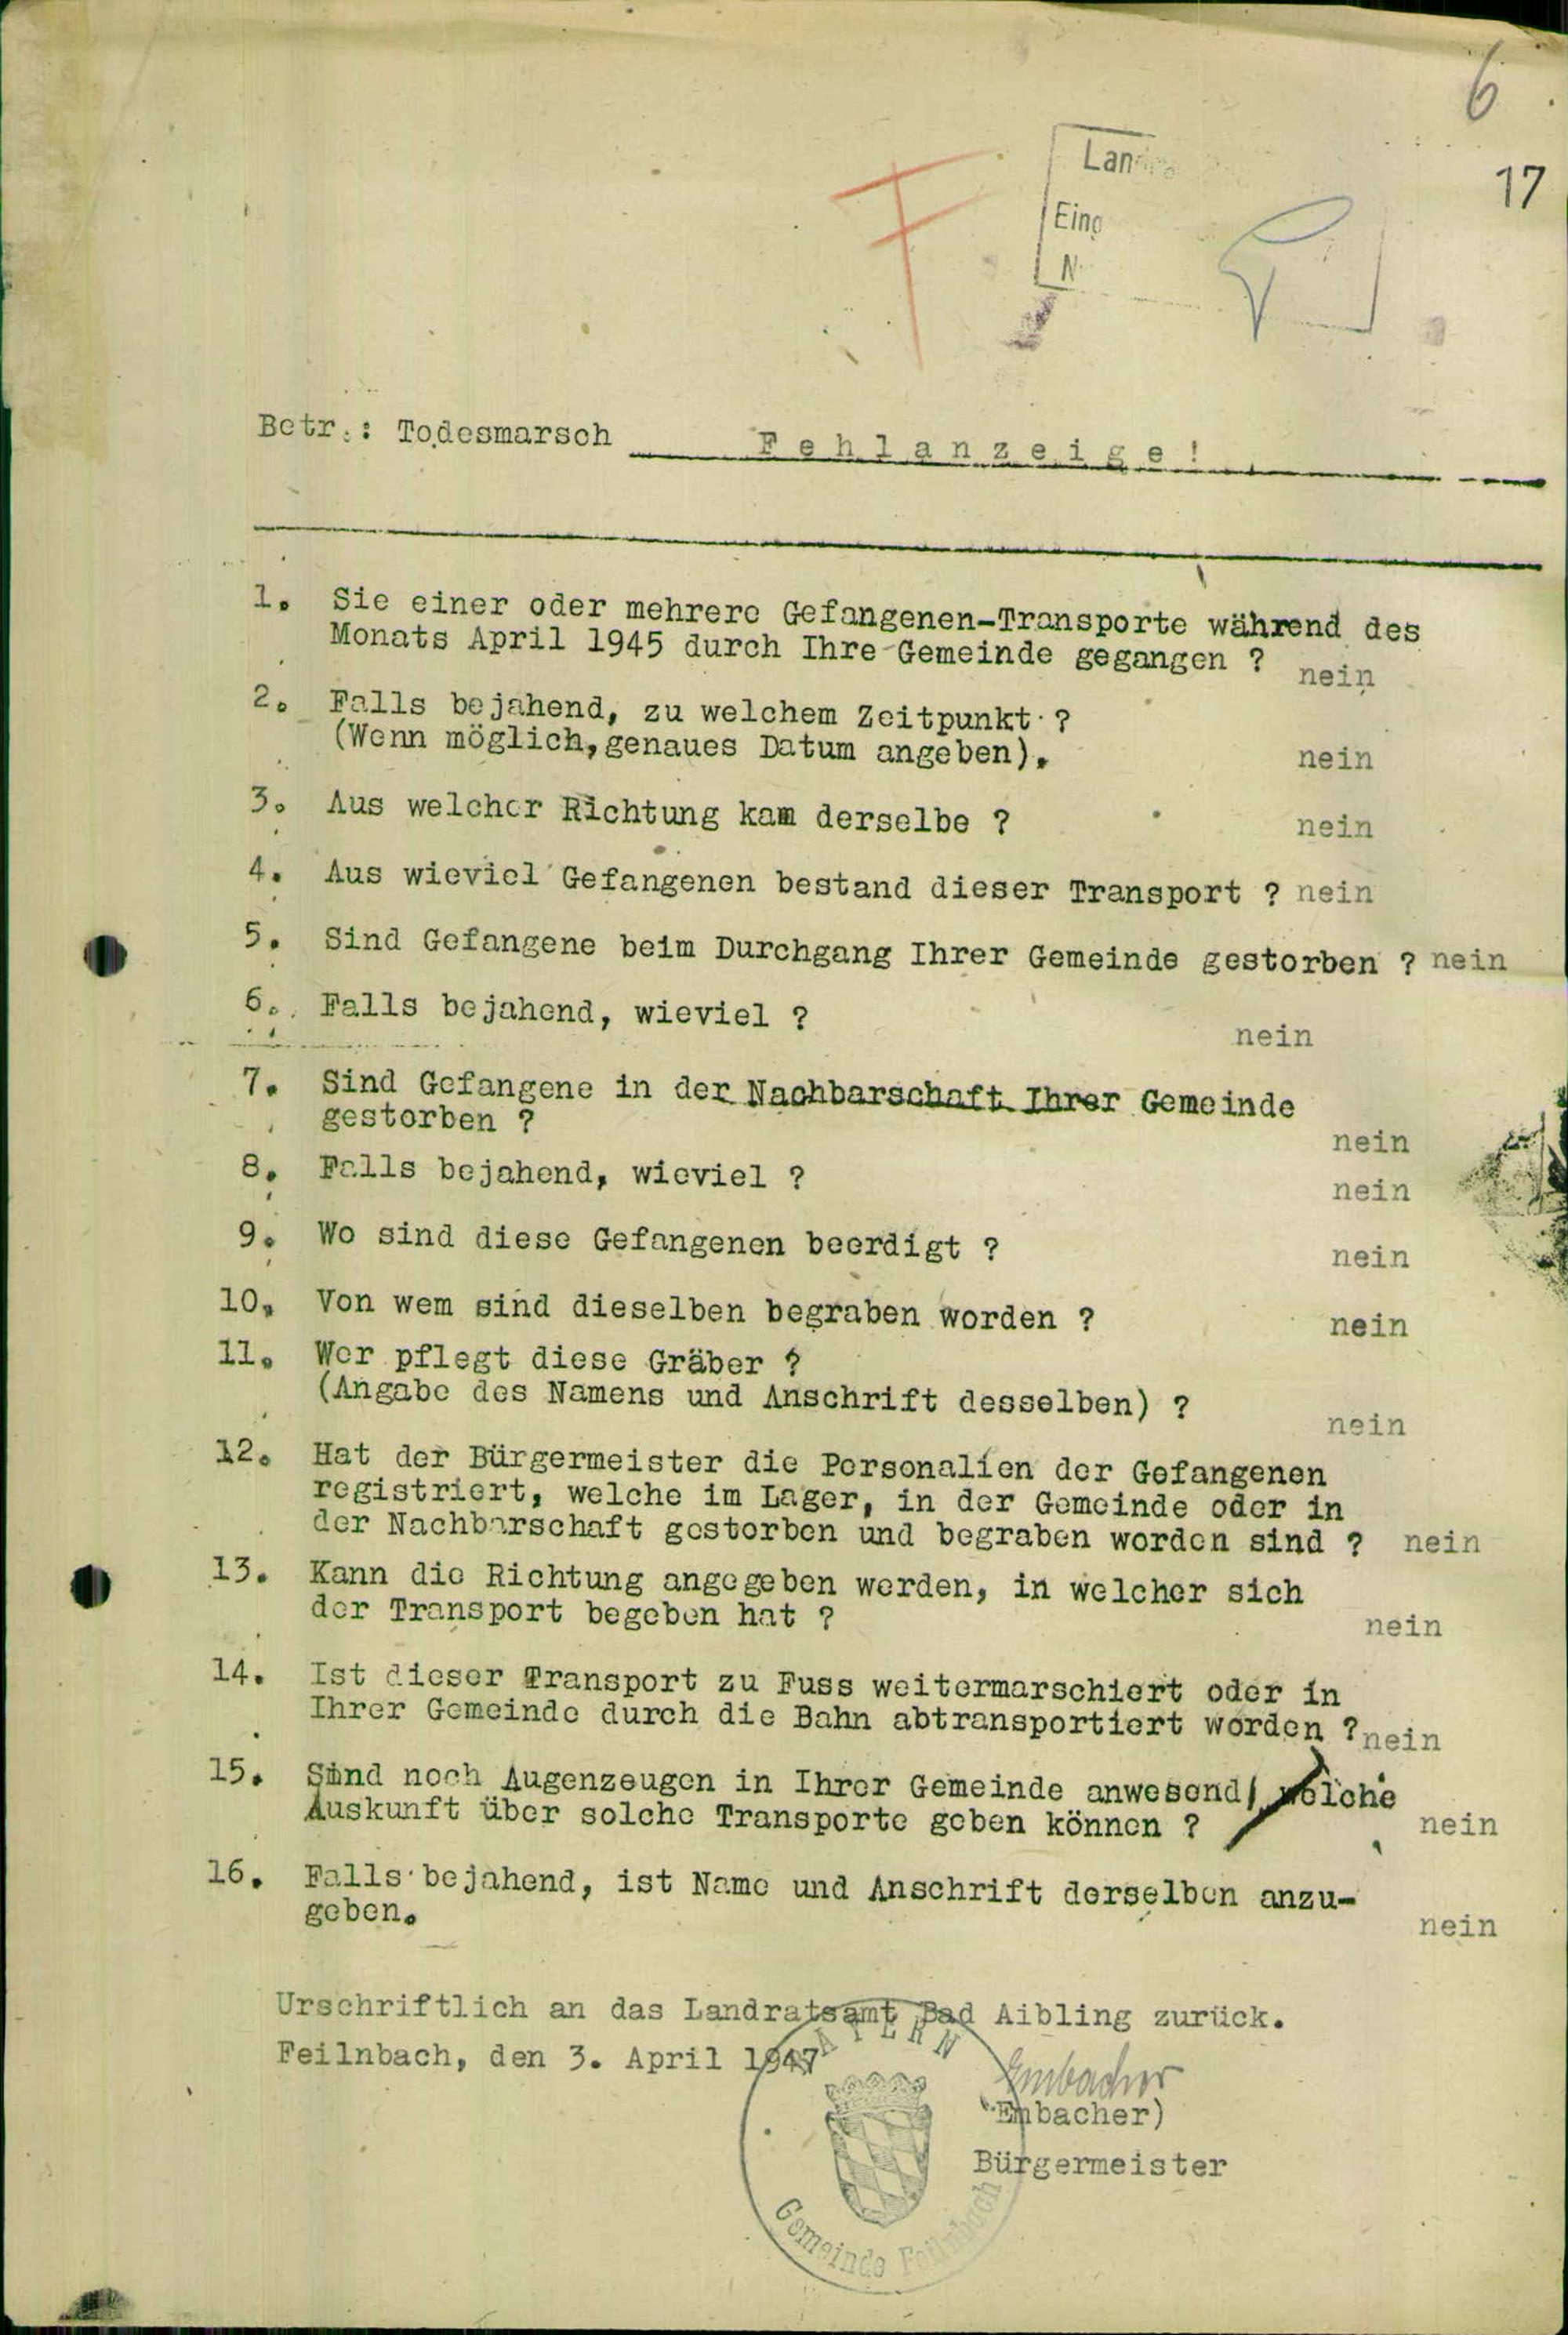 6
17
F
Lan
Eing
N
Betr.: Todesmarsch F e h l a n z e i g e !
1. Sie einer oder mehrere Gefangenen-Transporte während des
Monats April 1945 durch Ihre Gemeinde gegangen ? nein
2. Falls bejahend, zu welchem Zeitpunkt ?
(Wenn möglich, genaues Datum angeben). nein
3. Aus welcher Richtung kam derselbe ? nein
4. Aus wieviel Gefangenen bestand dieser Transport ? nein
5. Sind Gefangene beim Durchgang Ihrer Gemeinde gestorben ? nein
6. Falls bejahend, wieviel ? nein
7. Sind Gefangene in der Nachbarschaft Ihrer Gemeinde
gestorben ? nein
8. Falls bejahend, wieviel ? nein
9. Wo sind diese Gefangenen beerdigt ? nein
10. Von wem sind dieselben begraben worden ? nein
11. Wer pflegt diese Gräber ?
(Angabe des Namens und Anschrift desselben) ? nein
12. Hat der Bürgermeister die Personalien der Gefangenen
registriert, welche im Lager, in der Gemeinde oder in
der Nachbarschaft gestorben und begraben worden sind ? nein
13. Kann die Richtung angegeben werden, in welcher sich
der Transport begeben hat ? nein
14. Ist dieser Transport zu Fuss weitermarschiert oder in
Ihrer Gemeinde durch die Bahn abtransportiert worden ? nein
15. Sind noch Augenzeugen in Ihrer Gemeinde anwesend, welche
Auskunft über solche Transporte geben können ? nein
16. Falls bejahend, ist Name und Anschrift derselben anzu-
geben. nein
Urschriftlich an das Landratsamt Bad Aibling zurück.
Feilnbach, den 3. April 1947
BAYERN
Embacher
(Embacher)
Bürgermeister
Gemeinde Feilnbach